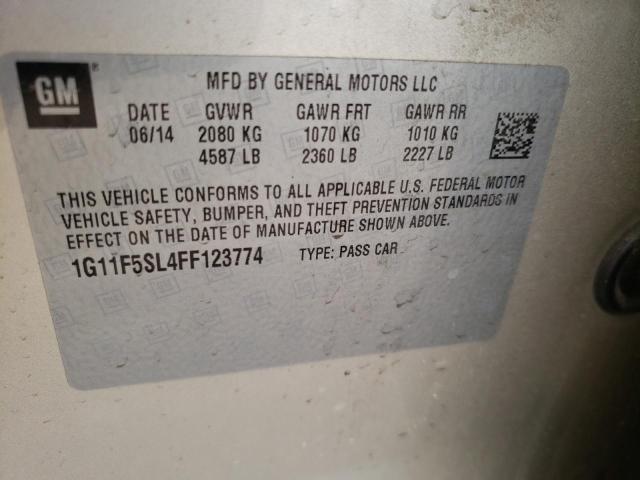 GM ® MFD BY GENERAL MOTORS LLC
DATE GVWR GAWR FRT GAWR RR
06/14 2080 KG 1070 KG 1010 KG
4587 LB 2360 LB 2227 LB
THIS VEHICLE CONFORMS TO ALL APPLICABLE U.S. FEDERAL MOTOR
VEHICLE SAFETY, BUMPER, AND THEFT PREVENTION STANDARDS IN
EFFECT ON THE DATE OF MANUFACTURE SHOWN ABOVE.
1G11F5SL4FF123774 TYPE: PASS CAR